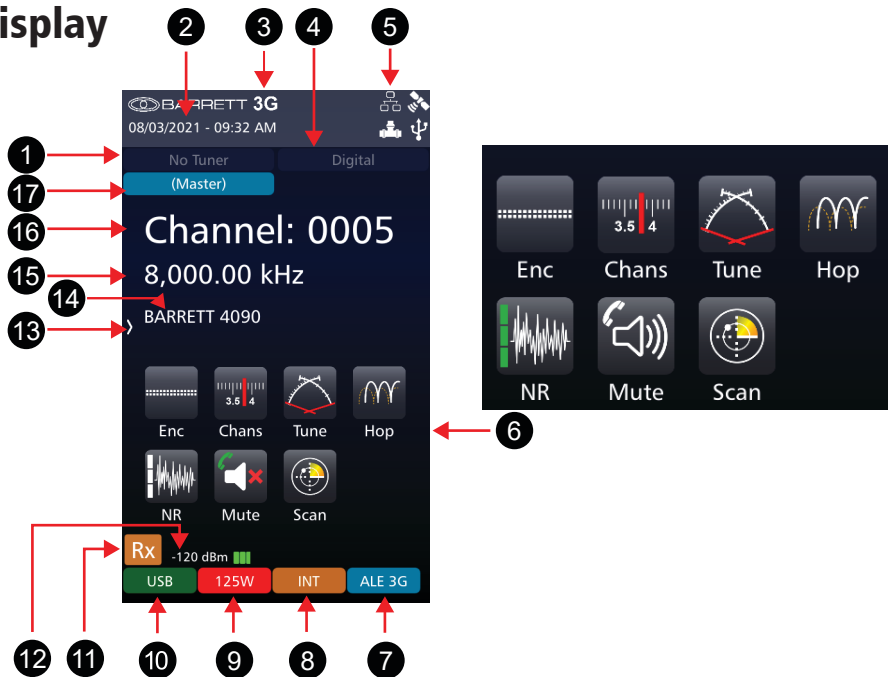 isplay
2 3 4 5
BARRETT 3G
08/03/2021 - 09:32 AM
1
No Tuner Digital
17
(Master)
16
Channel: 0005
15
8,000.00 kHz
14
BARRETT 4090
13
3.5 4
Enc Chans Tune Hop
6
NR Mute Scan
12
Rx -120 dBm
USB 125W INT ALE 3G
12 11 10 9 8 7
3.5 4
Enc Chans Tune Hop
NR Mute Scan